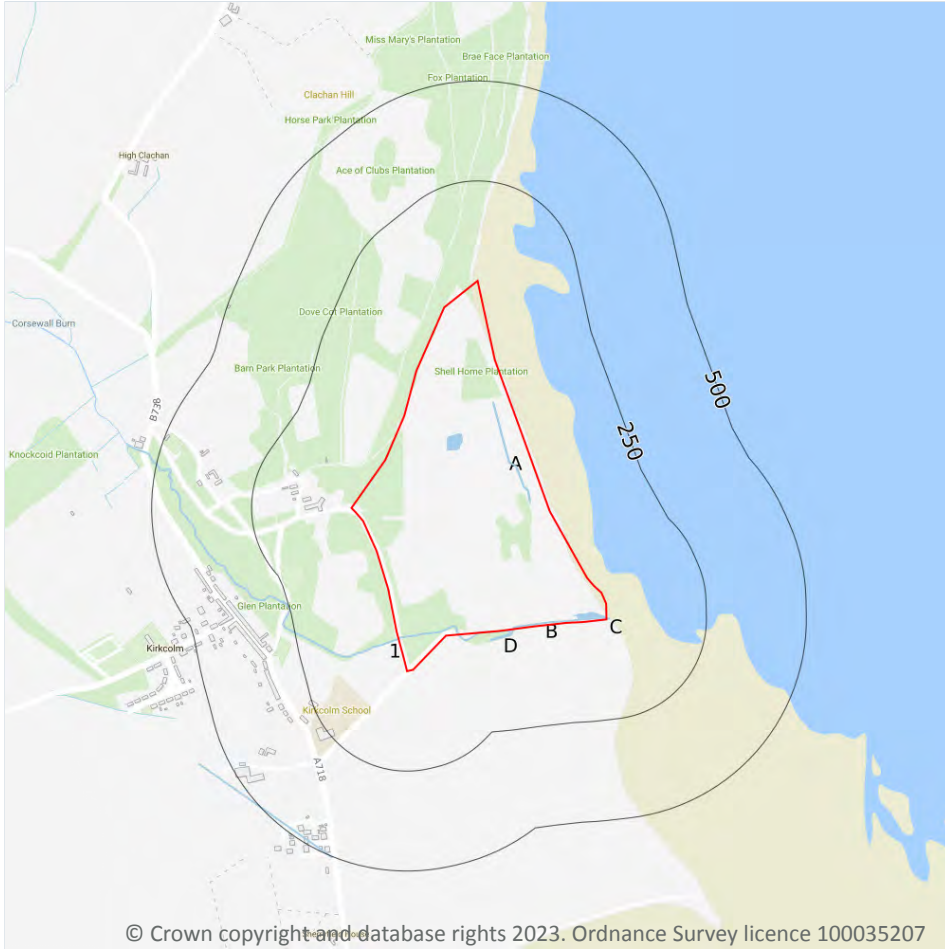 Miss Mary's Plantation
Brae Face Plantation
Fox Plantation
Clachan Hill
Horse Park Plantation
High Clachan
Ace of Clubs Plantation
Dove Cot Plantation
Corsewall Burn
Barn Park Plantation
Shell Home Plantation
500
250
B738
Knockcoid Plantation
A
Glen Plantation
B
C
D
1
Kirkcolm
Kirkcolm School
A718
© Crown copyright and database rights 2023. Ordnance Survey licence 100035207